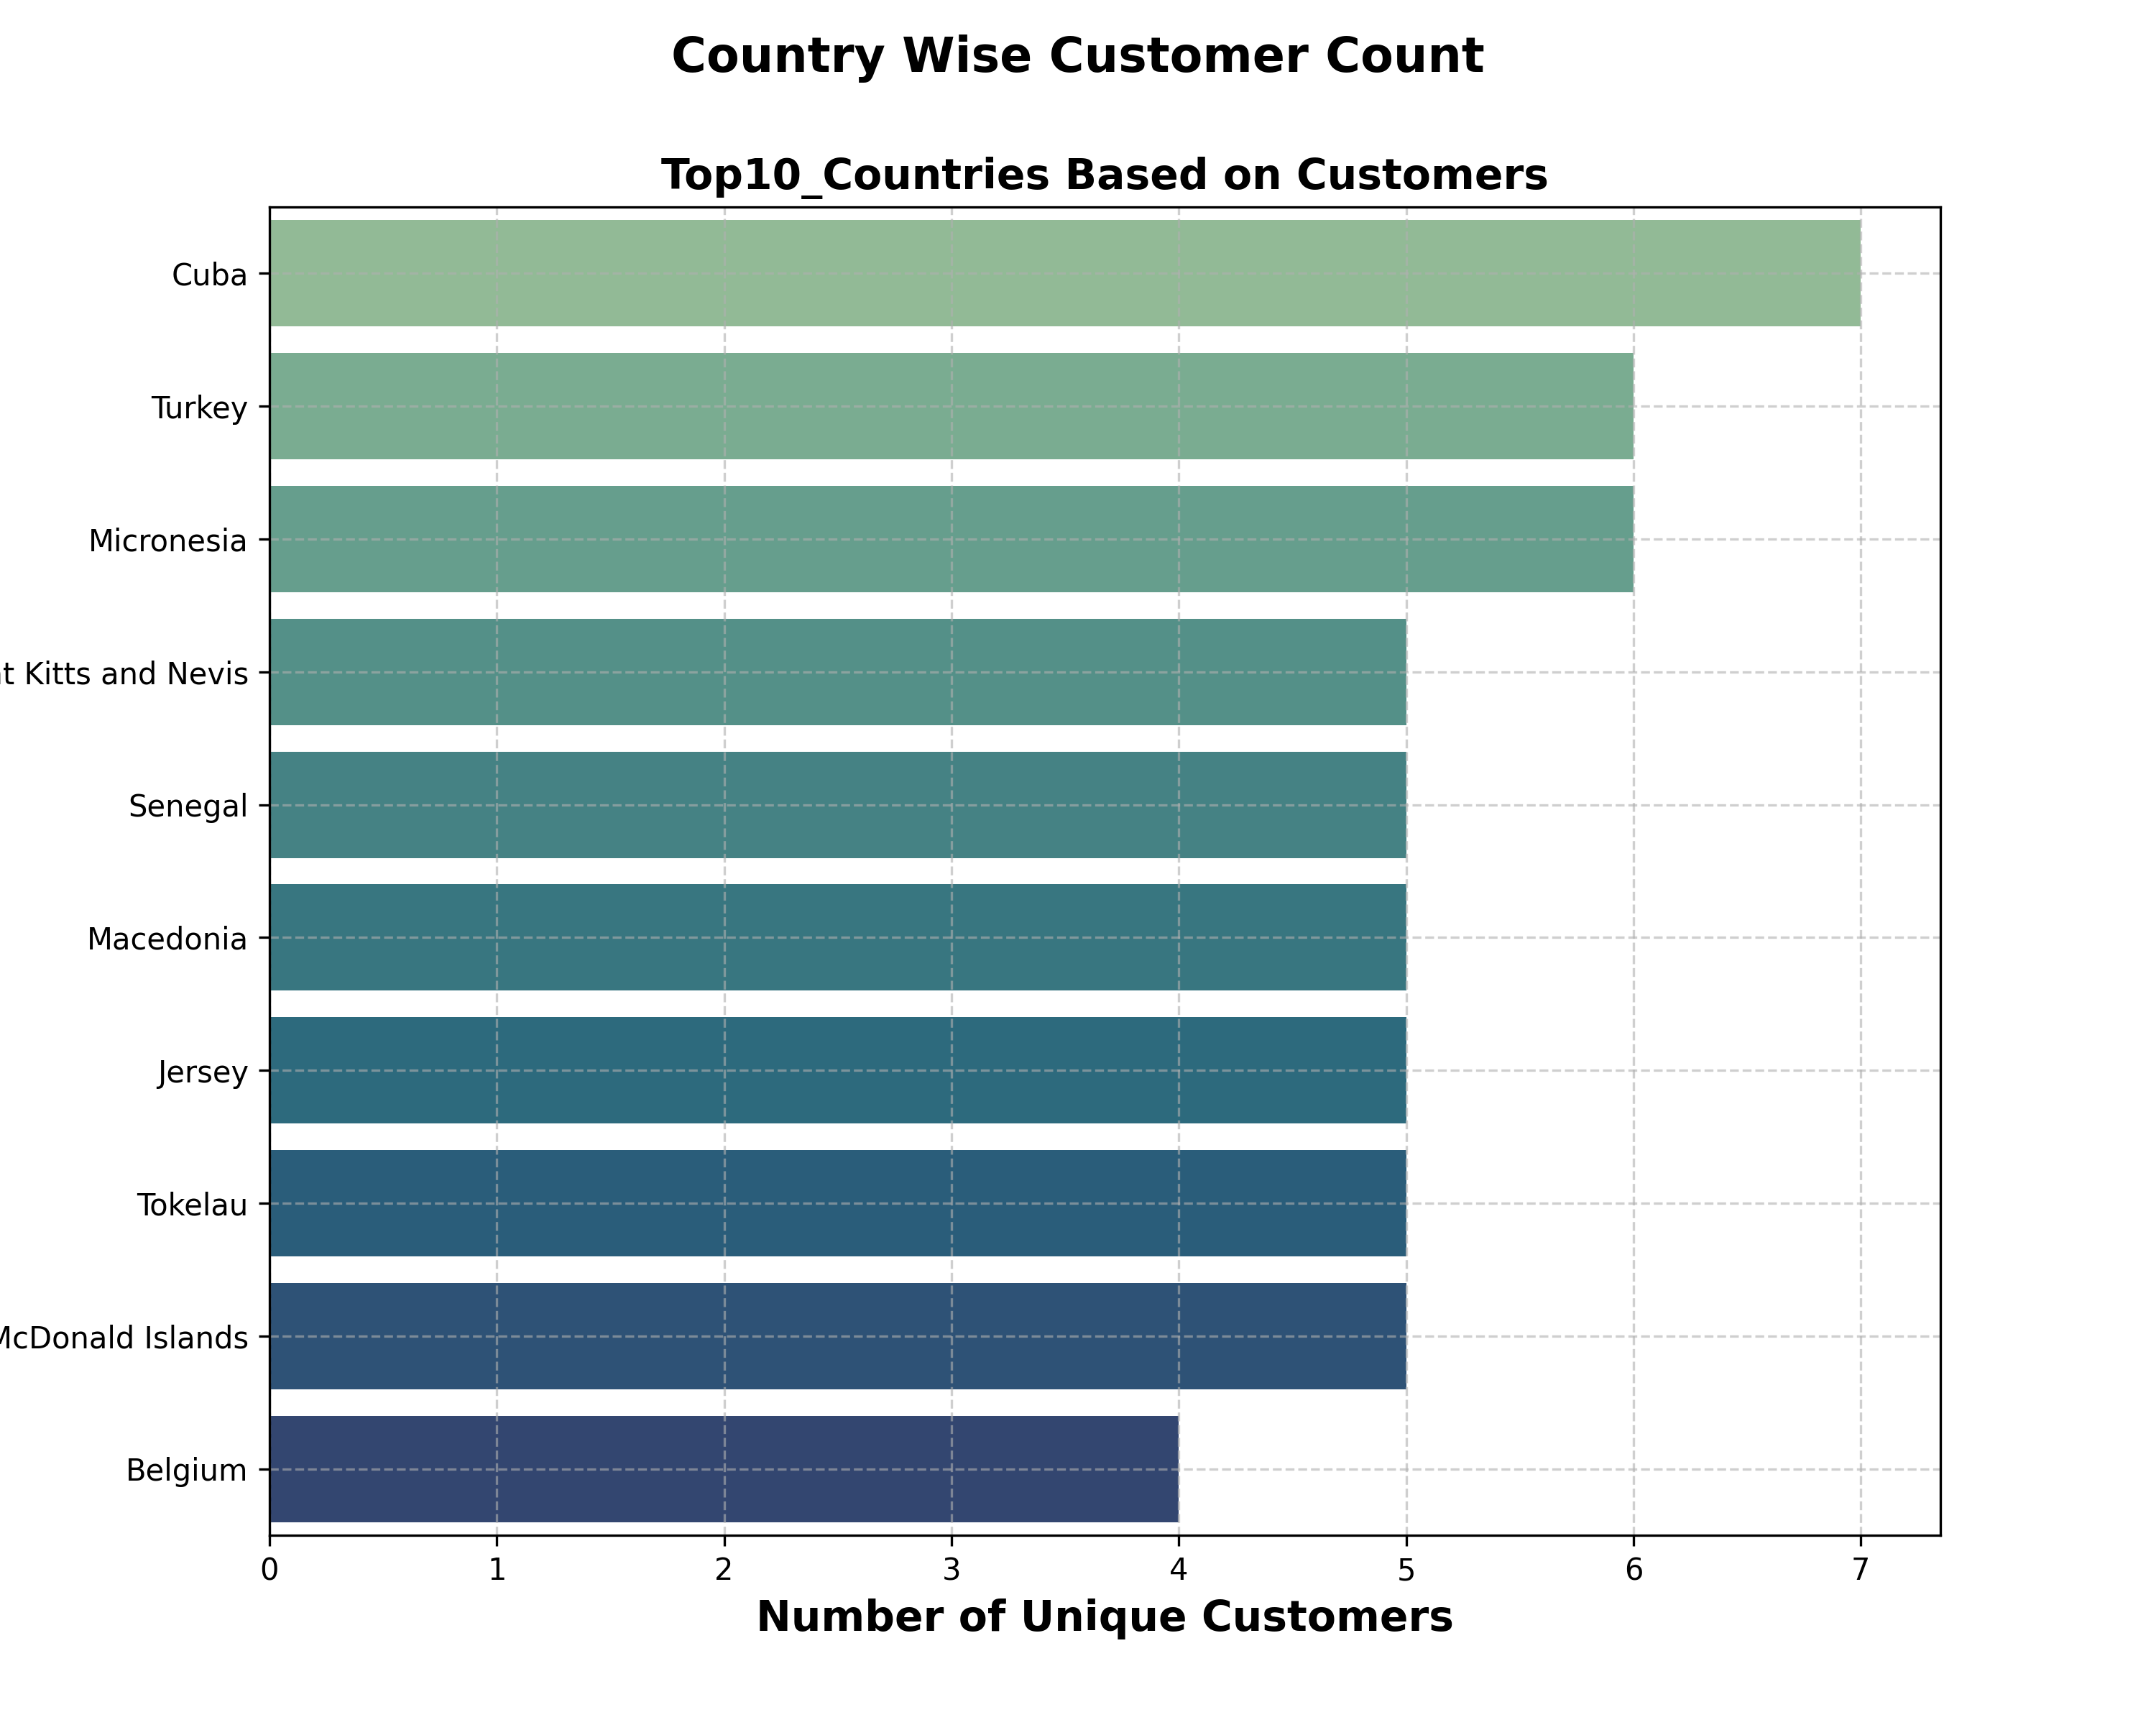 Country Wise Customer Count
Top10_Countries Based on Customers
Cuba
Turkey
Micronesia
Kitts and Nevis
Senegal
Macedonia
Jersey
Tokelau
McDonald Islands
Belgium
0 1 2 3 4 5 6 7
Number of Unique Customers